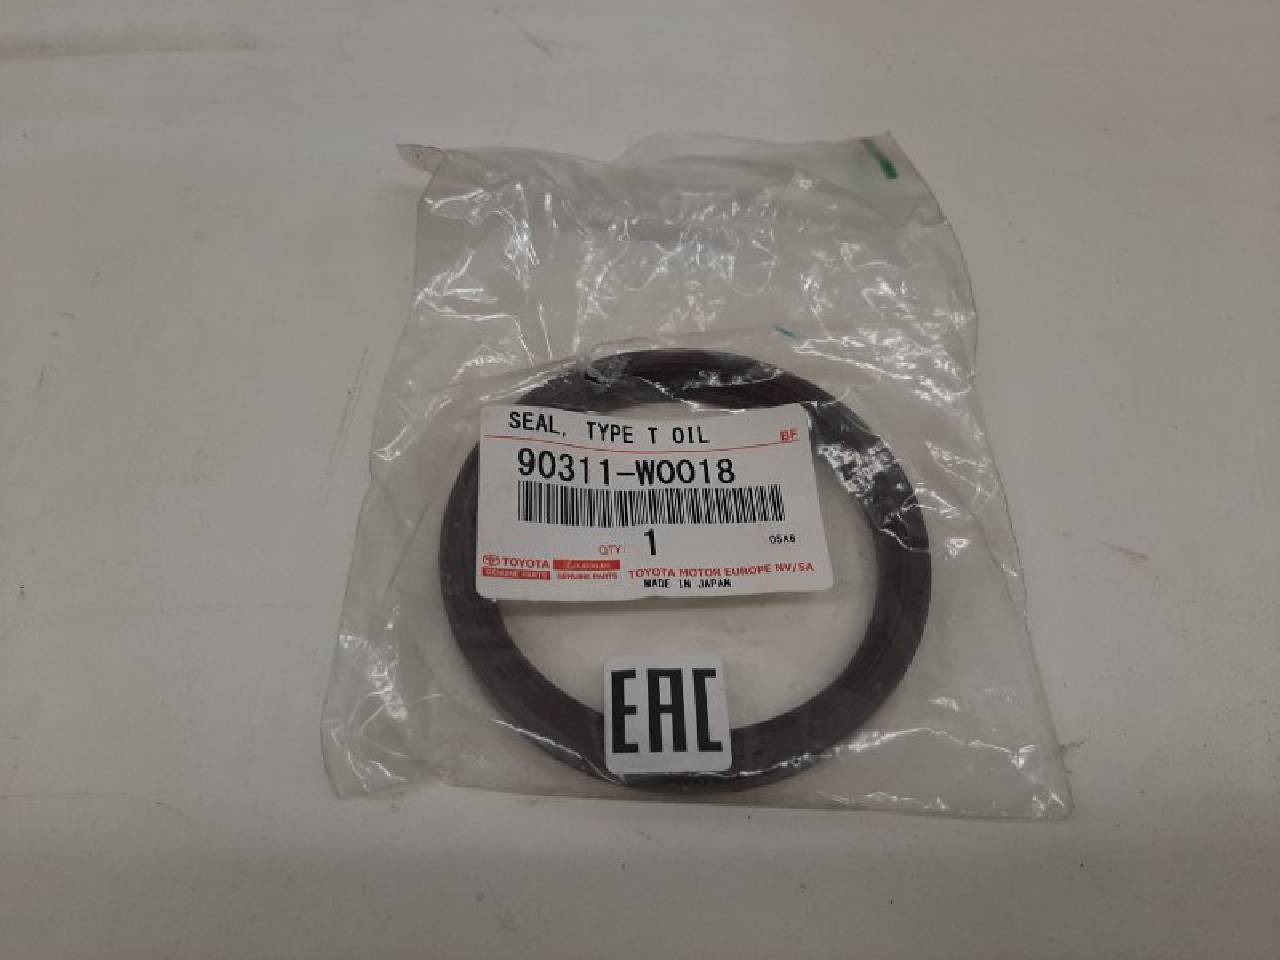 SEAL, TYPE T OIL
BF
90311-W0018
QTY: 1
05A6
TOYOTA
GENUINE PARTS
LEXUS
GENUINE PARTS
TOYOTA MOTOR EUROPE NV/SA
MADE IN JAPAN
EAC